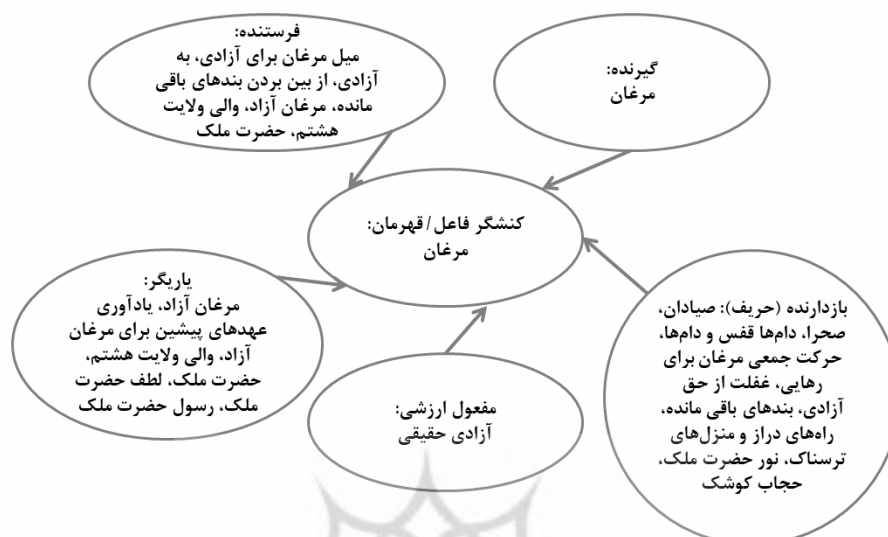 گیرنده:
مرغان
فرستنده:
میل مرغان برای آزادی، به
آزادی، از بین بردن بندهای باقی
مانده، مرغان آزاد، والی ولایت
هشتم، حضرت ملک
کنشگر فاعل/ قهرمان:
مرغان
بازدارنده (حریف): صیادان،
صحرا، دام‌ها قفس و دام‌ها،
حرکت جمعی مرغان برای
رهایی، غفلت از حق
آزادی، بندهای باقی مانده،
راه‌های دراز و منزل‌های
ترسناک، نور حضرت ملک،
حجاب کوشک
یاریگر:
مرغان آزاد، یادآوری
عهدهای پیشین برای مرغان
آزاد، والی ولایت هشتم،
حضرت ملک، لطف حضرت
ملک، رسول حضرت ملک
مفعول ارزشی:
آزادی حقیقی